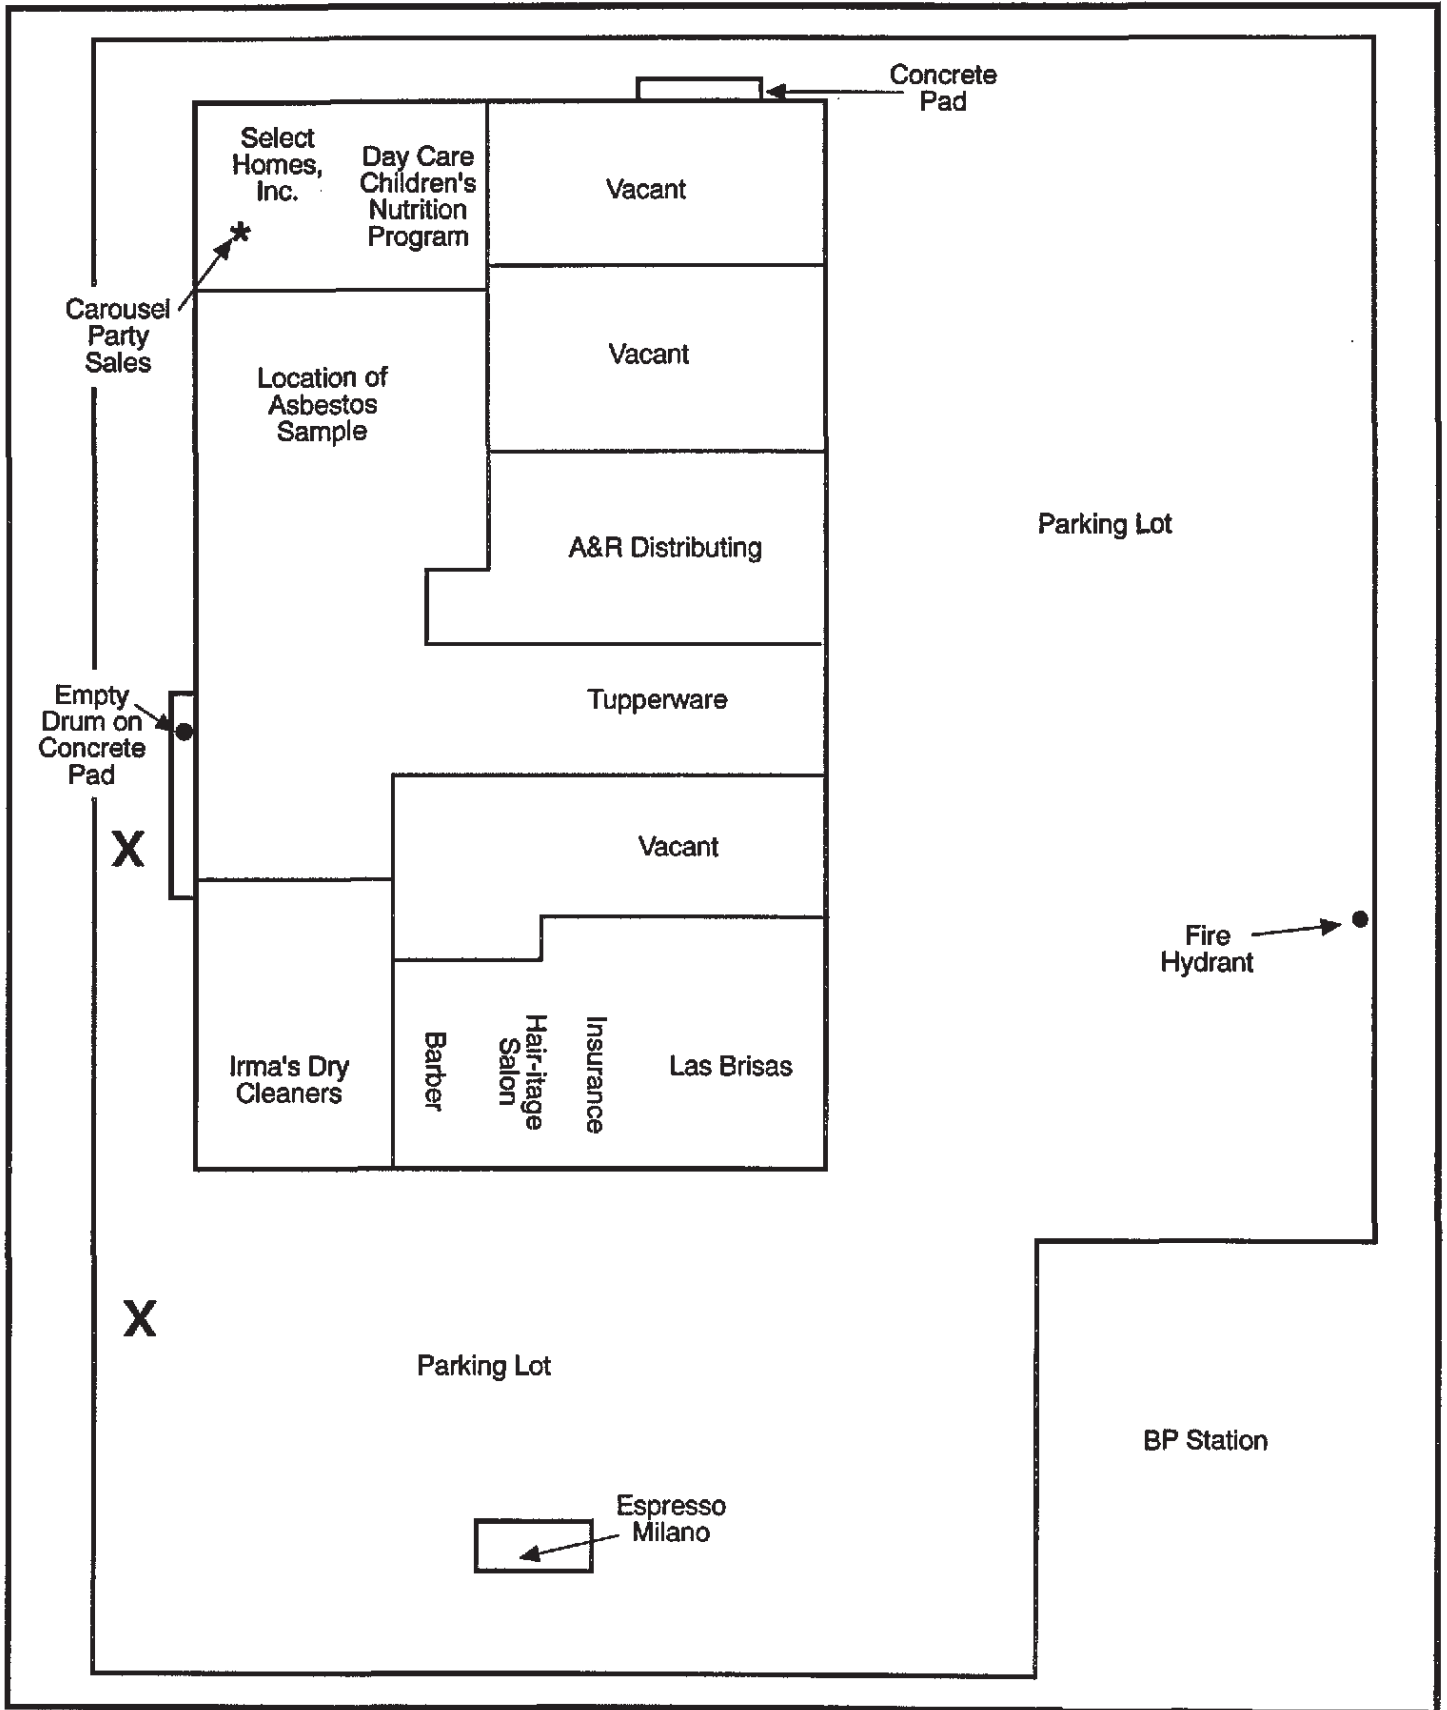 Concrete
Pad
Select
Homes,
Inc.
*
Day Care
Children's
Nutrition
Program
Vacant
Carousel
Party
Sales
Vacant
Location of
Asbestos
Sample
A&R Distributing
Parking Lot
Tupperware
Empty
Drum on
Concrete
Pad
X
Vacant
Fire
Hydrant
Irma's Dry
Cleaners
Barber
Hair-itage
Salon
Insurance
Las Brisas
X
Parking Lot
BP Station
Espresso
Milano